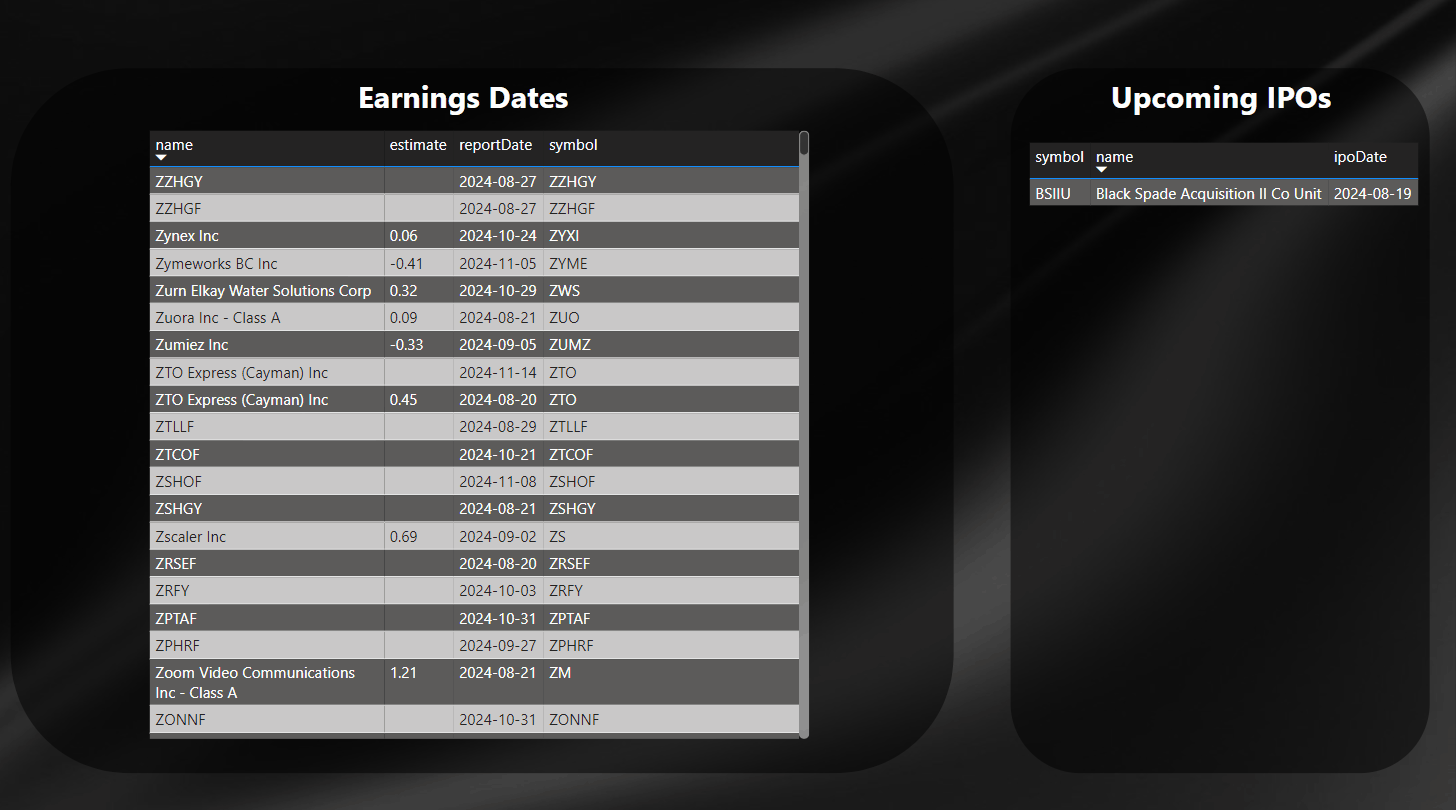 Earnings Dates
name estimate reportDate symbol
ZZHGY 2024-08-27 ZZHGY
ZZHGF 2024-08-27 ZZHGF
Zynex Inc 0.06 2024-10-24 ZYXI
Zymeworks BC Inc -0.41 2024-11-05 ZYME
Zurn Elkay Water Solutions Corp 0.32 2024-10-29 ZWS
Zuora Inc - Class A 0.09 2024-08-21 ZUO
Zumiez Inc -0.33 2024-09-05 ZUMZ
ZTO Express (Cayman) Inc 2024-11-14 ZTO
ZTO Express (Cayman) Inc 0.45 2024-08-20 ZTO
ZTLLF 2024-08-29 ZTLLF
ZTCOF 2024-10-21 ZTCOF
ZSHOF 2024-11-08 ZSHOF
ZSHGY 2024-08-21 ZSHGY
Zscaler Inc 0.69 2024-09-02 ZS
ZRSEF 2024-08-20 ZRSEF
ZRFY 2024-10-03 ZRFY
ZPTAF 2024-10-31 ZPTAF
ZPHRF 2024-09-27 ZPHRF
Zoom Video Communications 1.21 2024-08-21 ZM
Inc - Class A
ZONNF 2024-10-31 ZONNF
Upcoming IPOs
symbol name ipoDate
BSIIU Black Spade Acquisition II Co Unit 2024-08-19